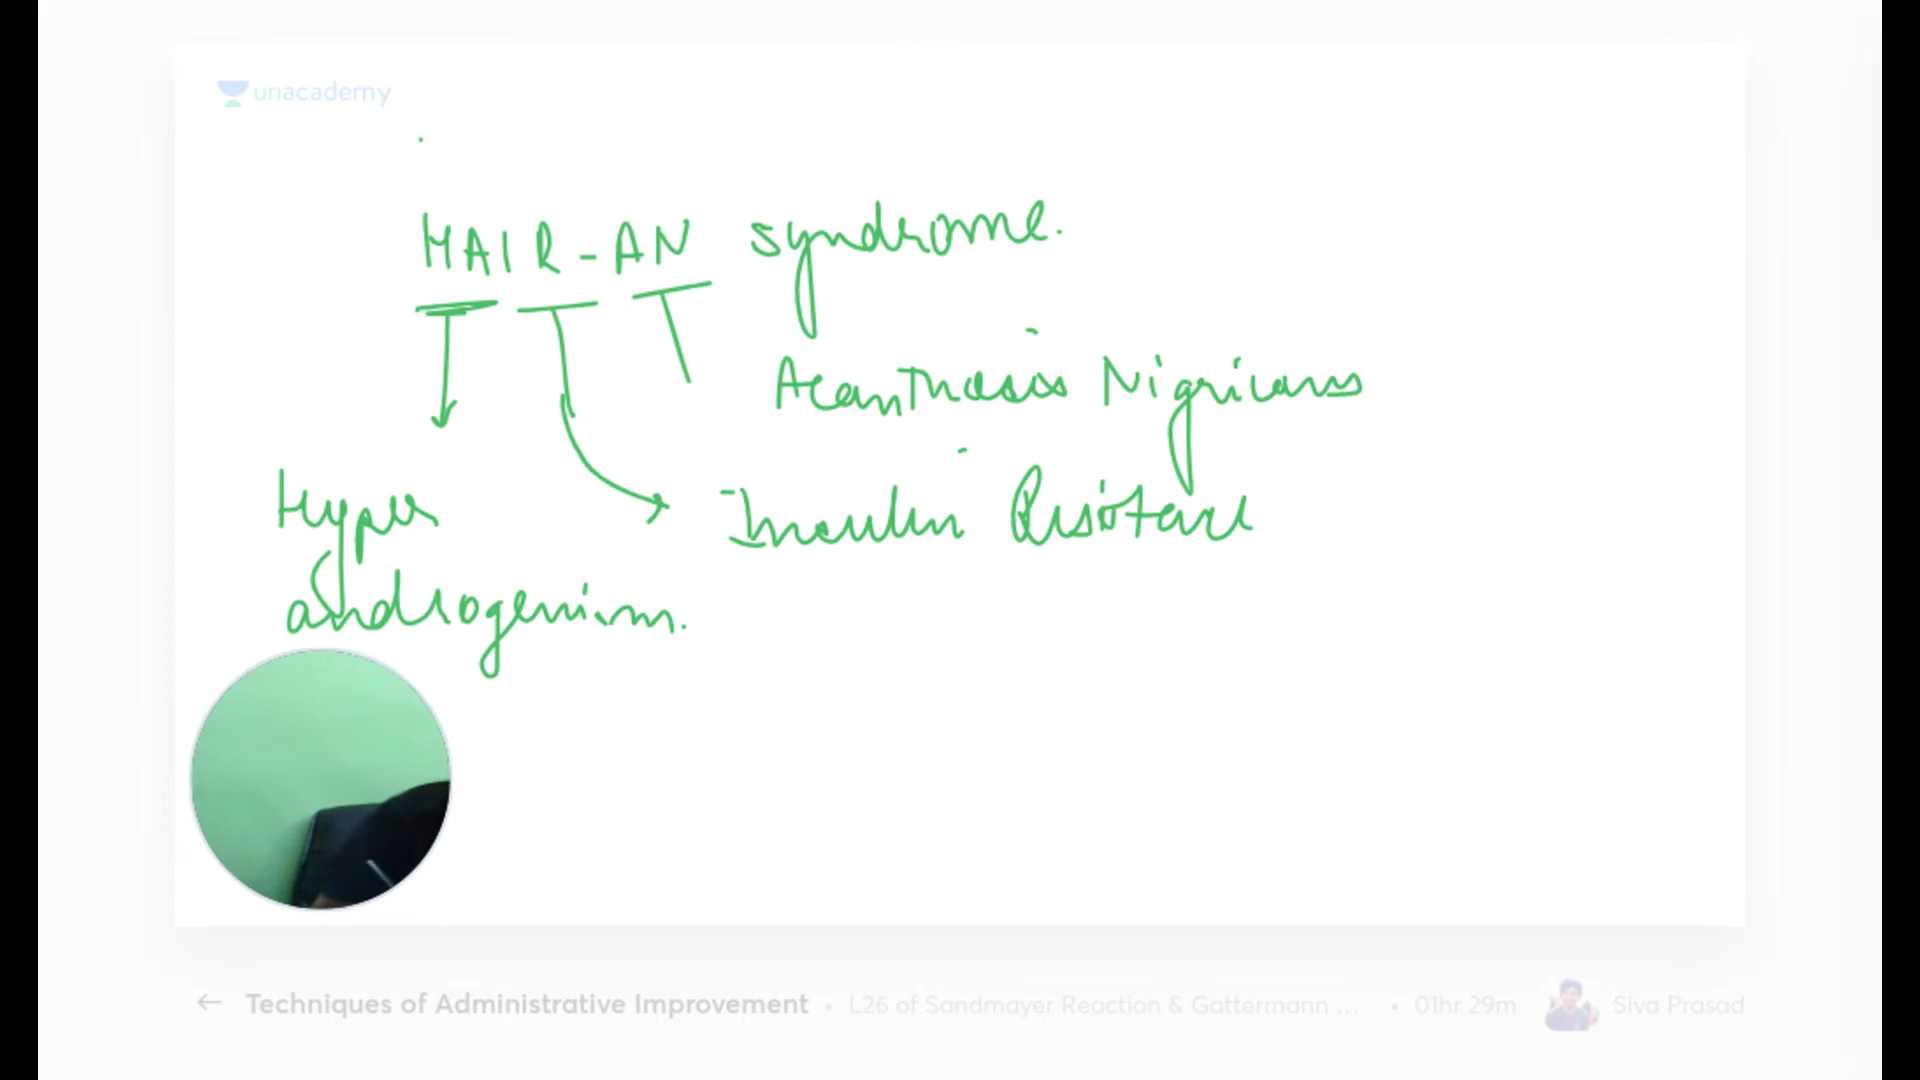 unacademy
HAIR-AN syndrome.
Acanthosis Nigricans
Insulin Resistance
Hyper
androgenism.
← Techniques of Administrative Improvement • L26 of Sandmayer Reaction & Gattermann ... • 01hr 29m Siva Prasad